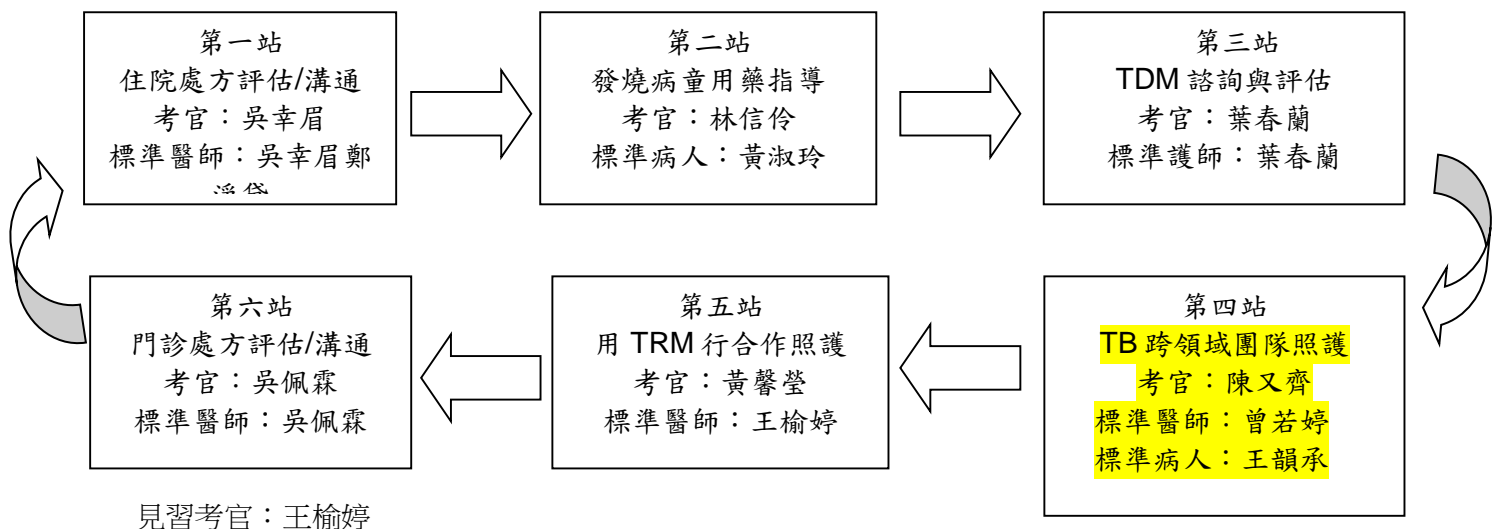 第一站
住院處方評估/溝通
考官：吳幸眉
標準醫師：吳幸眉鄭
第二站
發燒病童用藥指導
考官：林信伶
標準病人：黃淑玲
第三站
TDM 諮詢與評估
考官：葉春蘭
標準護師：葉春蘭
第四站
TB 跨領域團隊照護
考官：陳又齊
標準醫師：曾若婷
標準病人：王韻承
第五站
用 TRM 行合作照護
考官：黃馨瑩
標準醫師：王榆婷
第六站
門診處方評估/溝通
考官：吳佩霖
標準醫師：吳佩霖
見習考官：王榆婷